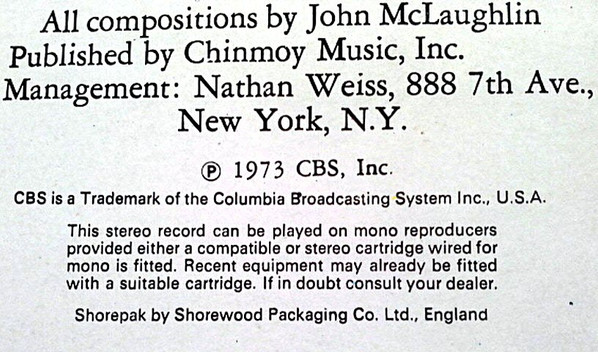 All compositions by John McLaughlin
Published by Chinmoy Music, Inc.
Management: Nathan Weiss, 888 7th Ave.,
New York, N.Y.
℗ 1973 CBS, Inc.
CBS is a Trademark of the Columbia Broadcasting System Inc., U.S.A.
This stereo record can be played on mono reproducers
provided either a compatible or stereo cartridge wired for
mono is fitted. Recent equipment may already be fitted
with a suitable cartridge. If in doubt consult your dealer.
Shorepak by Shorewood Packaging Co. Ltd., England